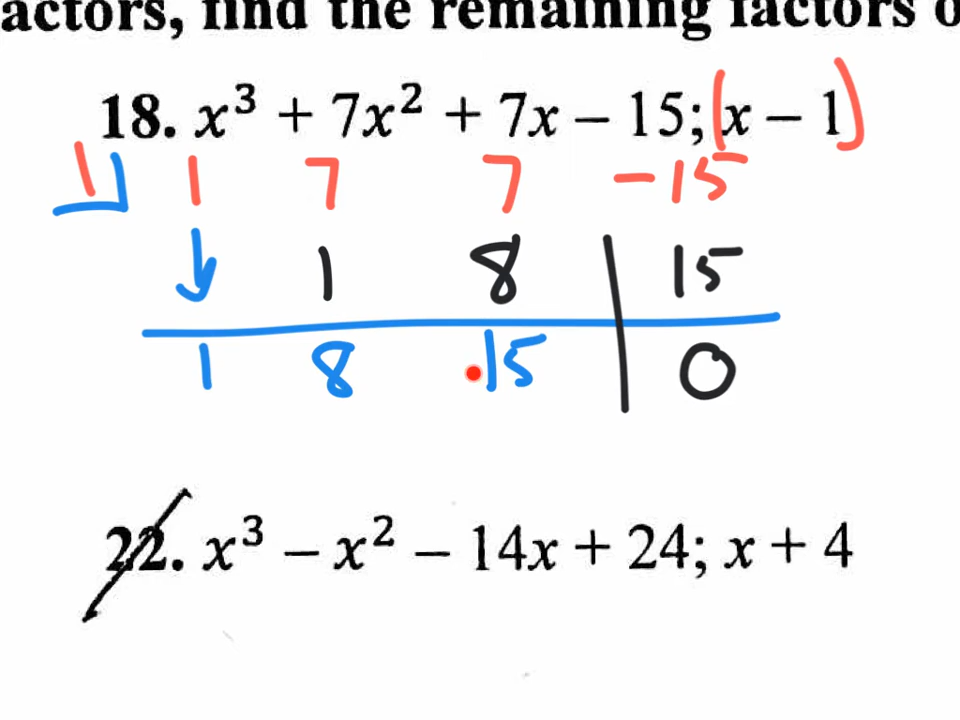 actors, find the remaining factors o
18. x³ + 7x² + 7x – 15; (x – 1)
1 1 7 7 -15
1 8 15
1 8 15 0
22. x³ – x² – 14x + 24; x + 4